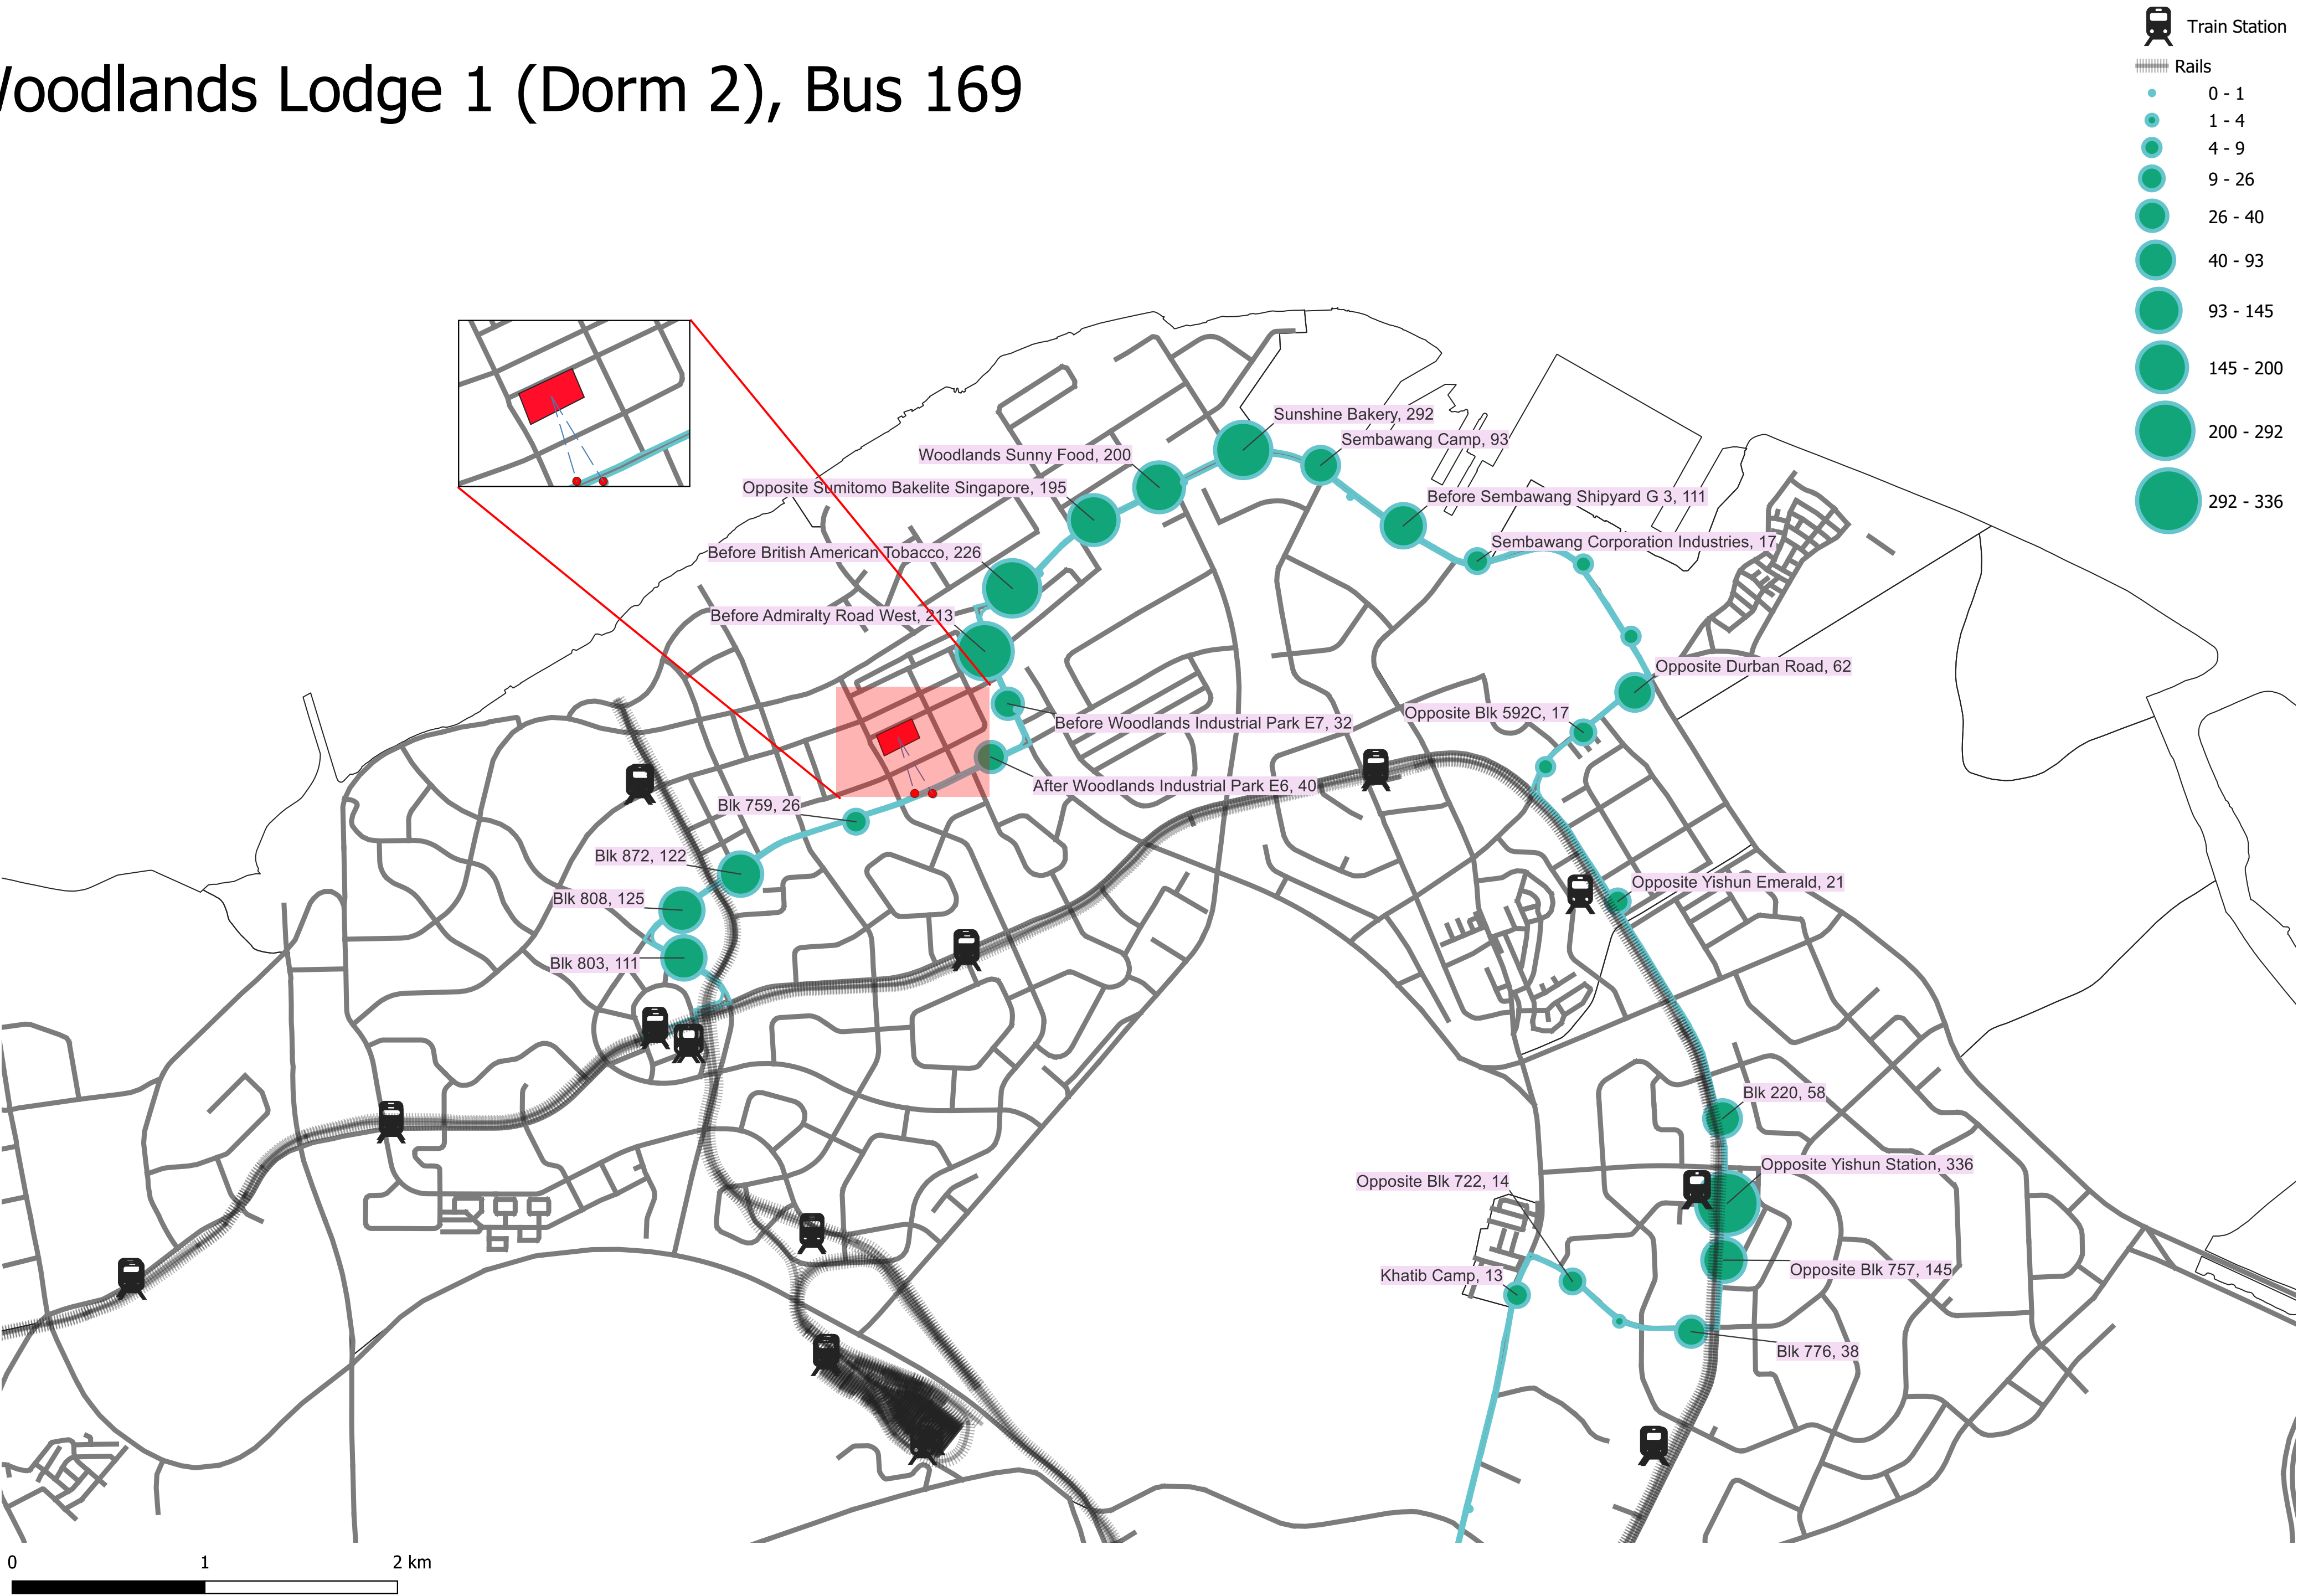 Train Station
Rails
oodlands Lodge 1 (Dorm 2), Bus 169
0 - 1
1 - 4
4 - 9
9 - 26
26 - 40
40 - 93
93 - 145
145 - 200
200 - 292
292 - 336
Sunshine Bakery, 292
Sembawang Camp, 93
Woodlands Sunny Food, 200
Opposite Sumitomo Bakelite Singapore, 195
Before Sembawang Shipyard G 3, 111
Sembawang Corporation Industries, 17
Before British American Tobacco, 226
Before Admiralty Road West, 213
Opposite Durban Road, 62
Opposite Blk 592C, 17
Before Woodlands Industrial Park E7, 32
After Woodlands Industrial Park E6, 40
Blk 759, 26
Blk 872, 122
Opposite Yishun Emerald, 21
Blk 808, 125
Blk 803, 111
Blk 220, 58
Opposite Yishun Station, 336
Opposite Blk 722, 14
Opposite Blk 757, 145
Khatib Camp, 13
Blk 776, 38
0 1 2 km